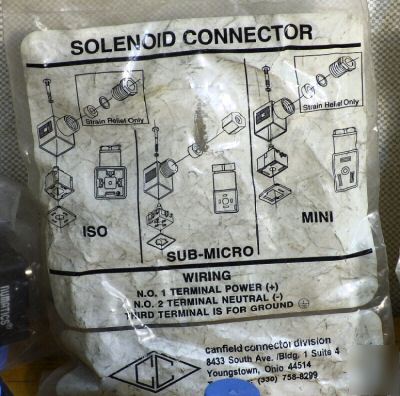 SOLENOID CONNECTOR
Strain Relief Only
Strain Relief Only
ISO
SUB-MICRO
MINI
WIRING
N.O. 1 TERMINAL POWER (+)
N.O. 2 TERMINAL NEUTRAL (-)
THIRD TERMINAL IS FOR GROUND ⏚
canfield connector division
8433 South Ave. /Bldg. 1 Suite 4
Youngstown, Ohio 44514
(330) 758-8299
NUMATICS